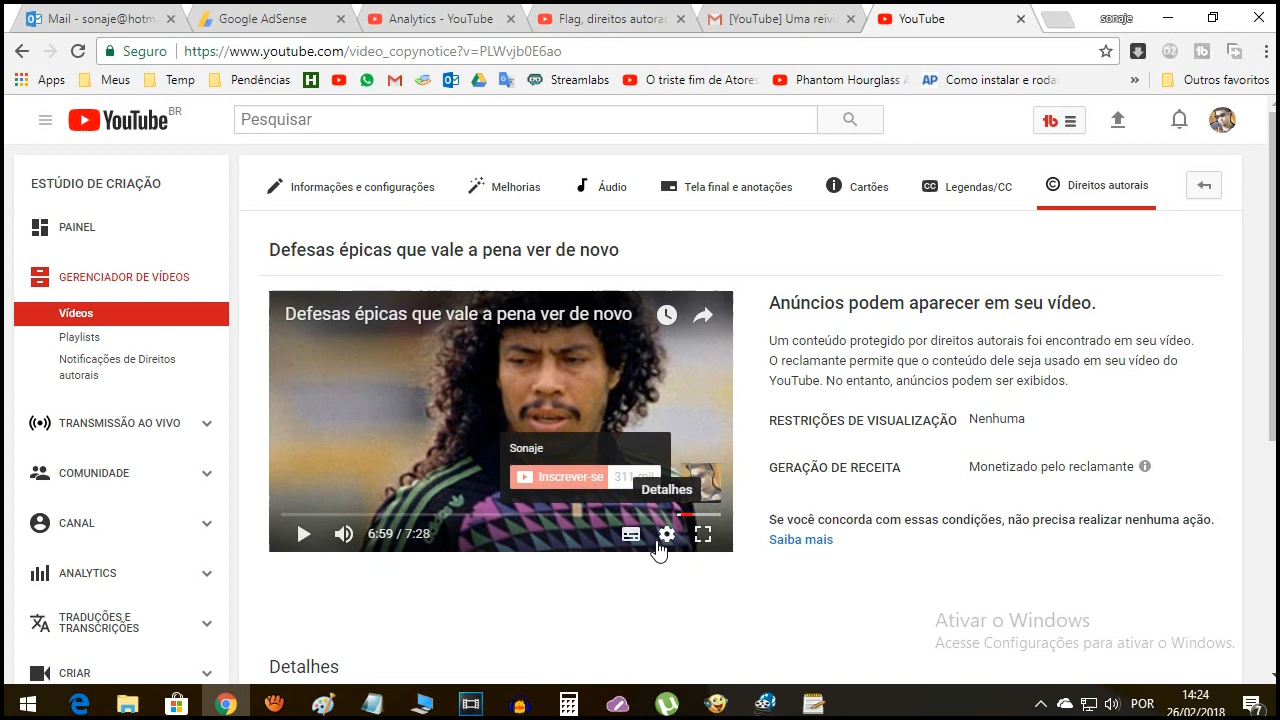 Mail - sonaje@hotm
Google AdSense
Analytics - YouTube
Flag, direitos autorai
[YouTube] Uma reivi
YouTube
sonaje
Seguro
https://www.youtube.com/video_copynotice?v=PLWvjb0E6ao
Apps
Meus
Temp
Pendências
Streamlabs
O triste fim de Atores
Phantom Hourglass A
AP
Como instalar e roda
»
Outros favoritos
YouTube BR
Pesquisar
ESTÚDIO DE CRIAÇÃO
PAINEL
GERENCIADOR DE VÍDEOS
Vídeos
Playlists
Notificações de Direitos
autorais
TRANSMISSÃO AO VIVO
COMUNIDADE
CANAL
ANALYTICS
TRADUÇÕES E
TRANSCRIÇÕES
CRIAR
Informações e configurações
Melhorias
Áudio
Tela final e anotações
Cartões
CC Legendas/CC
Direitos autorais
Defesas épicas que vale a pena ver de novo
Defesas épicas que vale a pena ver de novo
Sonaje
Inscrever-se
311 mil
Detalhes
6:59 / 7:28
Anúncios podem aparecer em seu vídeo.
Um conteúdo protegido por direitos autorais foi encontrado em seu vídeo.
O reclamante permite que o conteúdo dele seja usado em seu vídeo do
YouTube. No entanto, anúncios podem ser exibidos.
RESTRIÇÕES DE VISUALIZAÇÃO Nenhuma
GERAÇÃO DE RECEITA Monetizado pelo reclamante
Se você concorda com essas condições, não precisa realizar nenhuma ação.
Saiba mais
Detalhes
Ativar o Windows
Acesse Configurações para ativar o Windows.
POR
14:24
26/02/2018
7